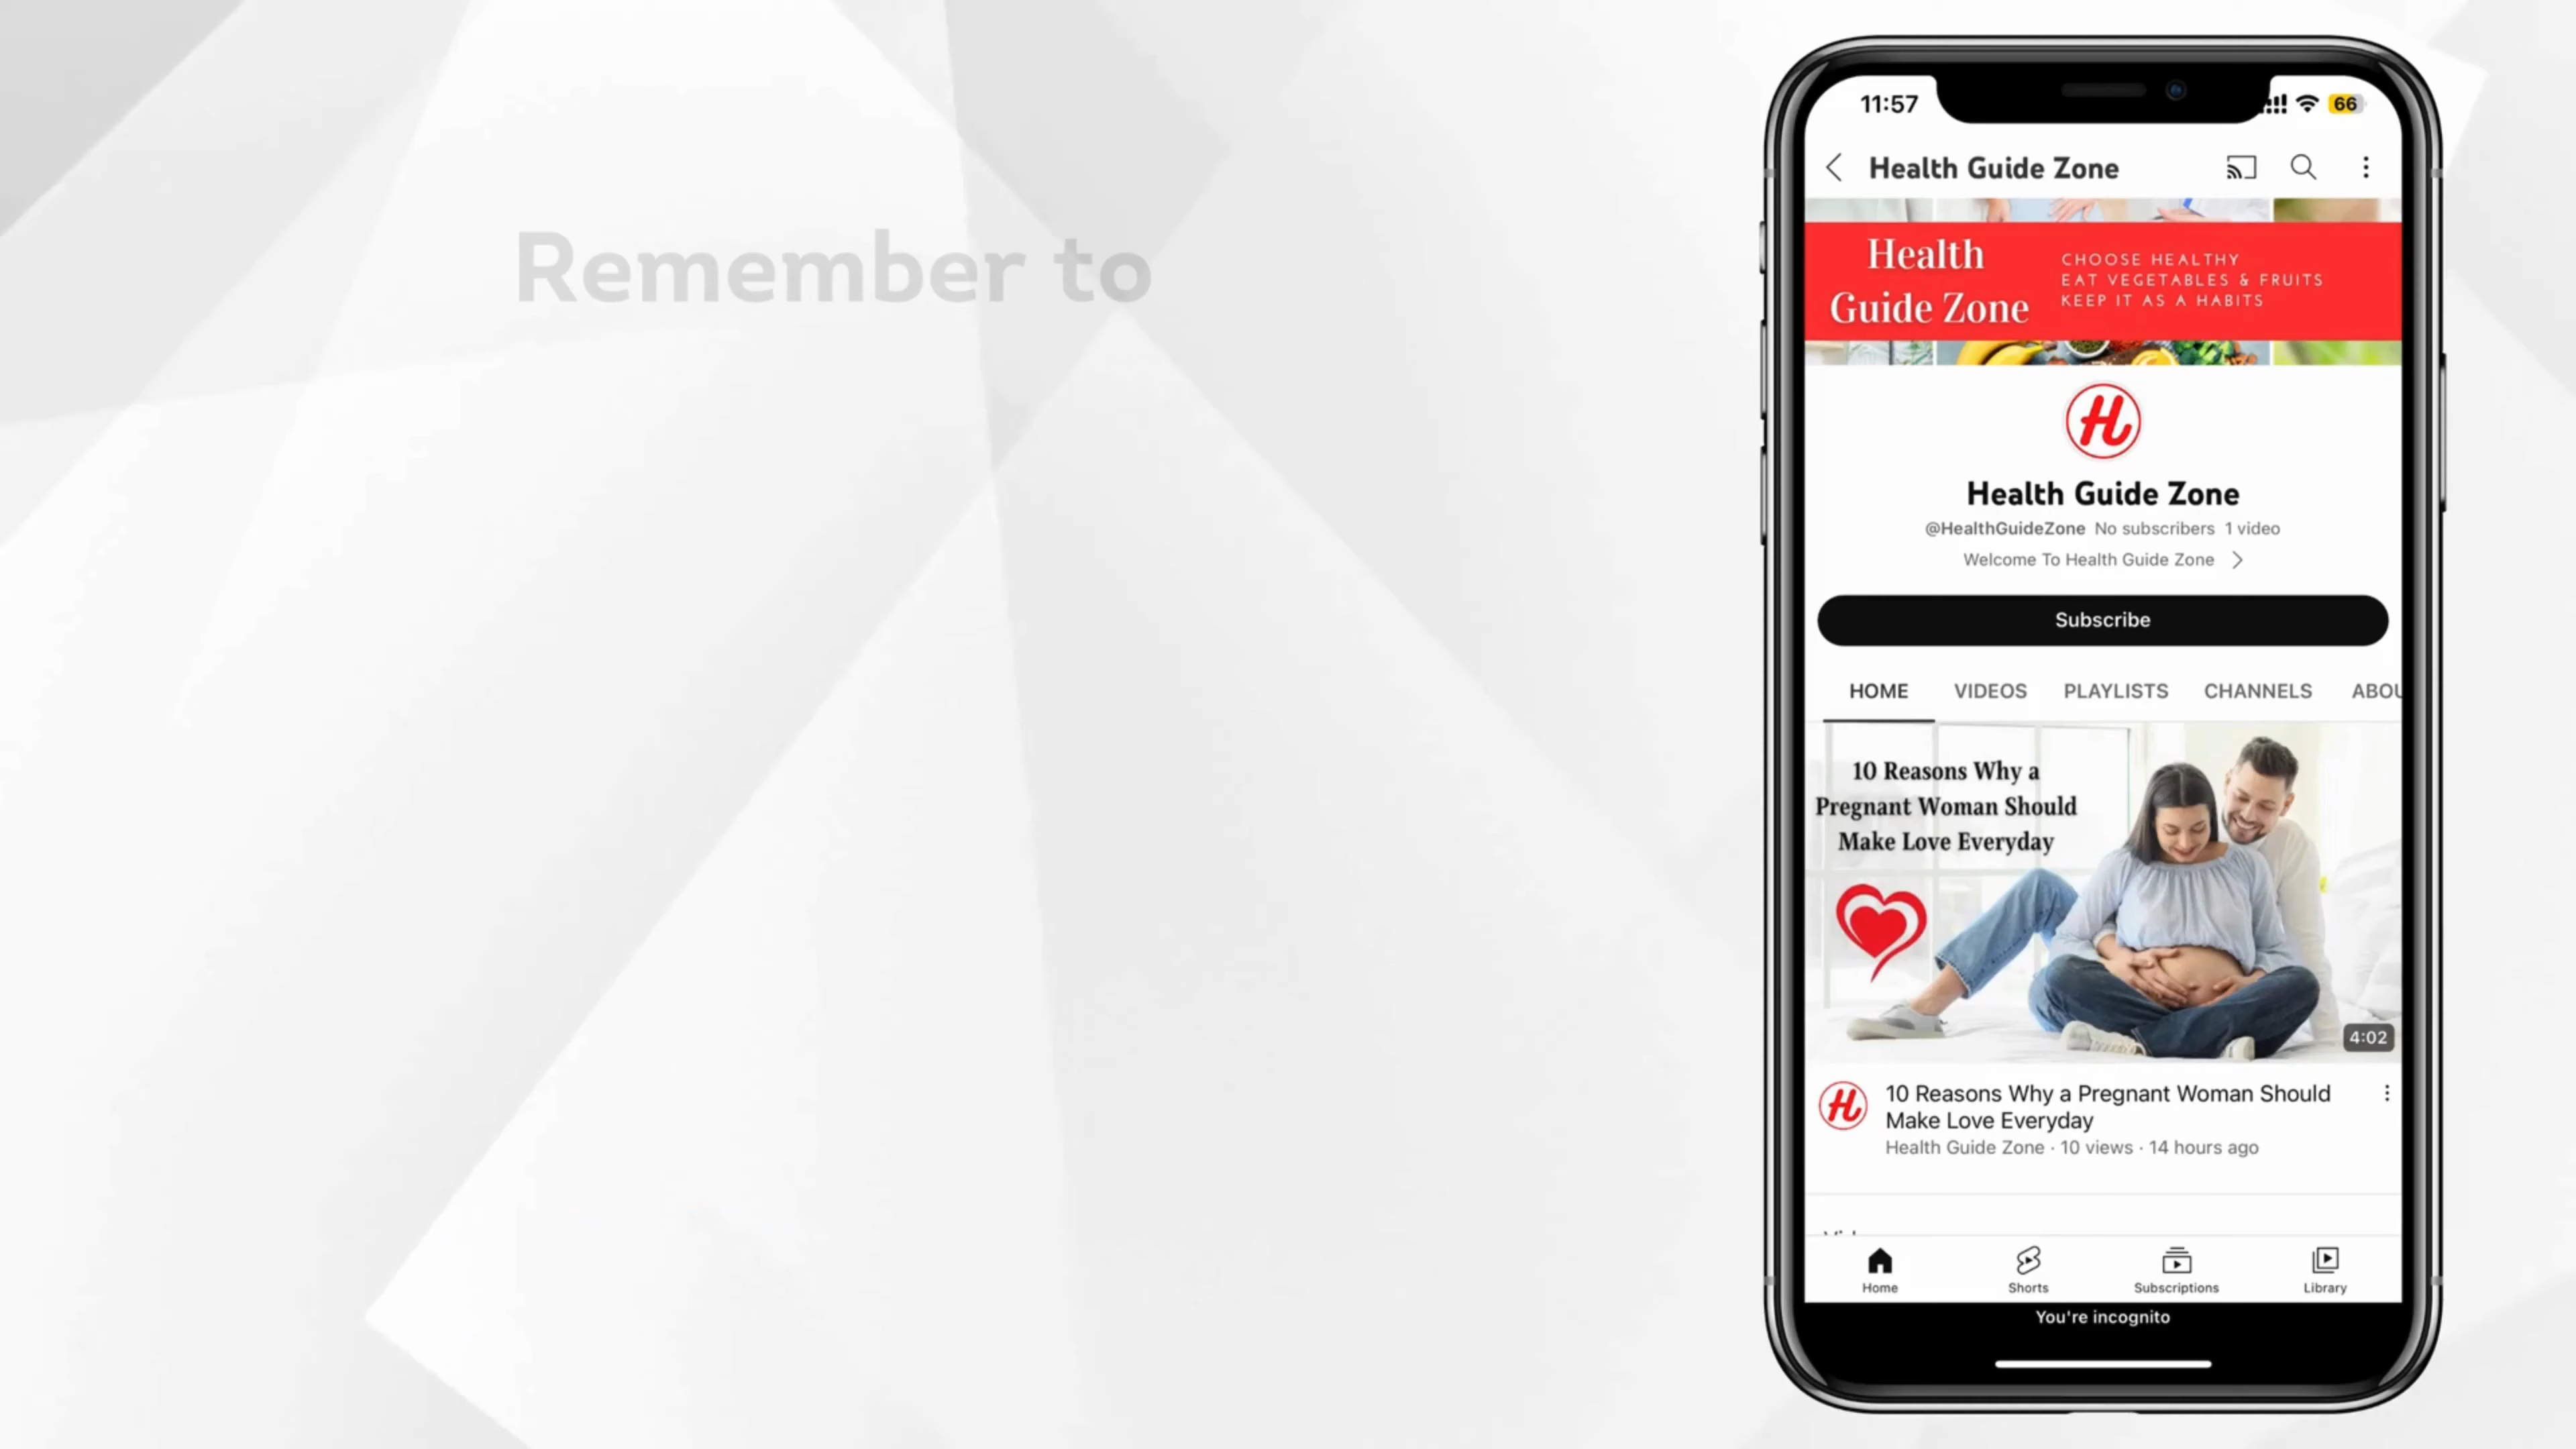 Remember to
11:57
66
Health Guide Zone
Health
Guide Zone
CHOOSE HEALTHY
EAT VEGETABLES & FRUITS
KEEP IT AS A HABITS
H
Health Guide Zone
@HealthGuideZone No subscribers 1 video
Welcome To Health Guide Zone
Subscribe
HOME VIDEOS PLAYLISTS CHANNELS ABOU
10 Reasons Why a
Pregnant Woman Should
Make Love Everyday
4:02
H
10 Reasons Why a Pregnant Woman Should
Make Love Everyday
Health Guide Zone · 10 views · 14 hours ago
Home Shorts Subscriptions Library
You're incognito